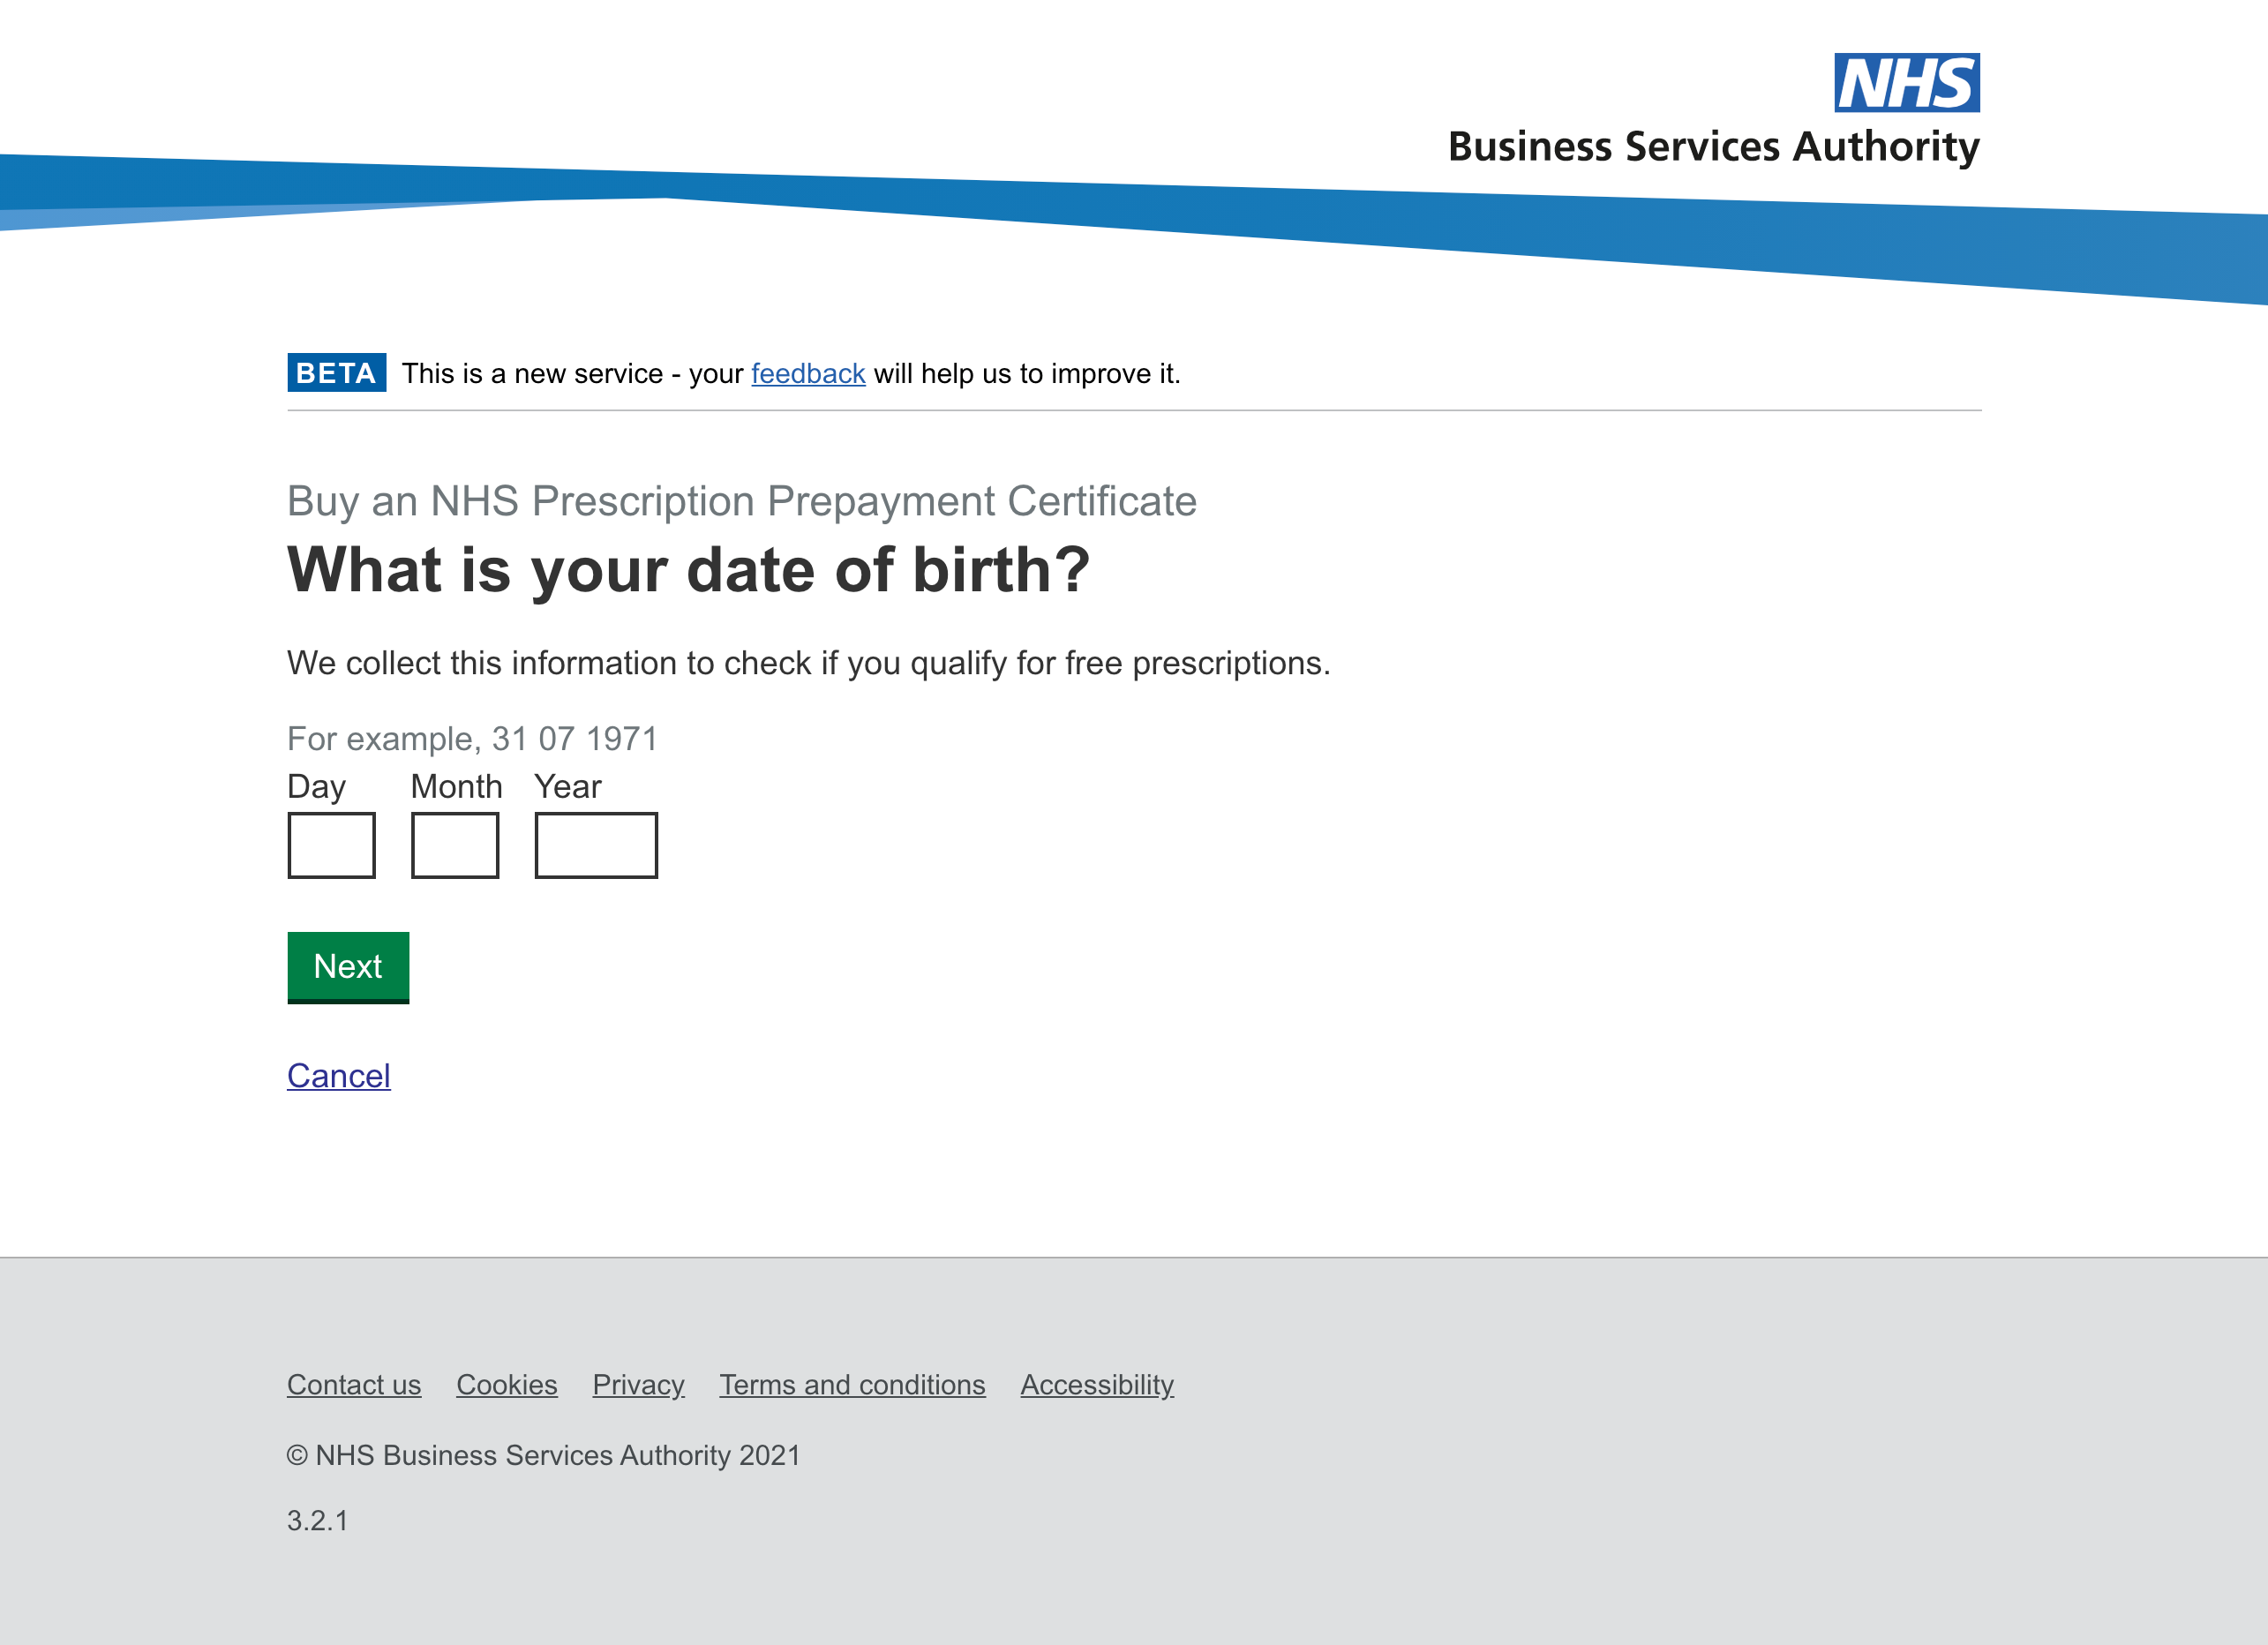 NHS
Business Services Authority
BETA This is a new service - your feedback will help us to improve it.
Buy an NHS Prescription Prepayment Certificate
What is your date of birth?
We collect this information to check if you qualify for free prescriptions.
For example, 31 07 1971
Day Month Year
Next
Cancel
Contact us Cookies Privacy Terms and conditions Accessibility
© NHS Business Services Authority 2021
3.2.1